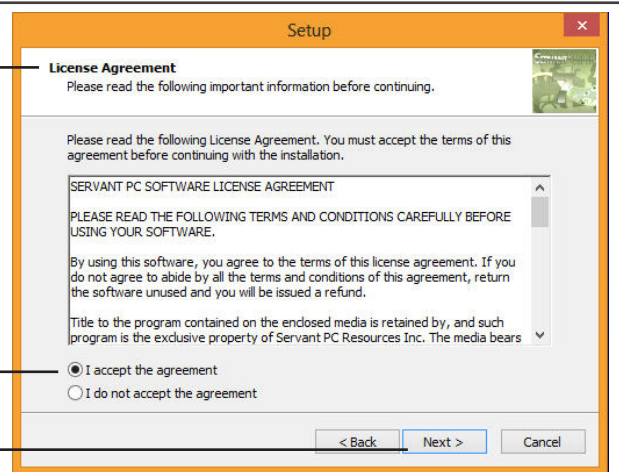 Setup
License Agreement
Please read the following important information before continuing.
Servant
Please read the following License Agreement. You must accept the terms of this
agreement before continuing with the installation.
SERVANT PC SOFTWARE LICENSE AGREEMENT
PLEASE READ THE FOLLOWING TERMS AND CONDITIONS CAREFULLY BEFORE
USING YOUR SOFTWARE.
By using this software, you agree to the terms of this license agreement. If you
do not agree to abide by all the terms and conditions of this agreement, return
the software unused and you will be issued a refund.
Title to the program contained on the enclosed media is retained by, and such
program is the exclusive property of Servant PC Resources Inc. The media bears
I accept the agreement
I do not accept the agreement
< Back
Next >
Cancel